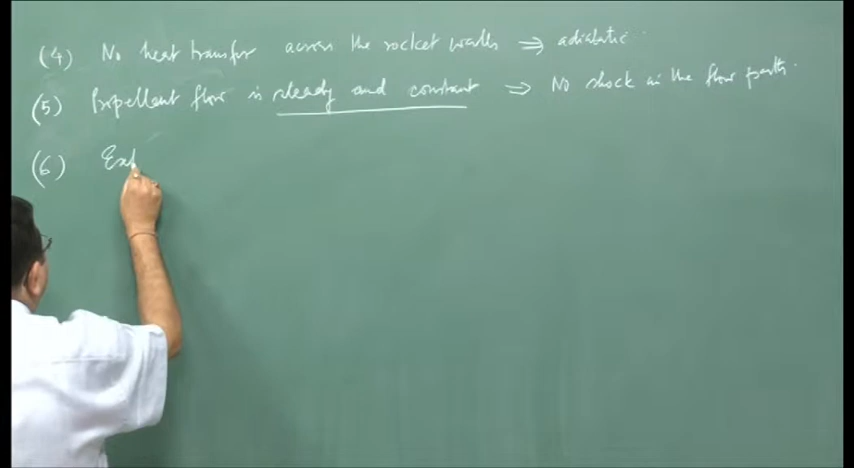 (4) No heat transfer across the rocket walls ⇒ adiabatic.
(5) Propellant flow is steady and constant ⇒ No shock in the flow path.
(6) Exh